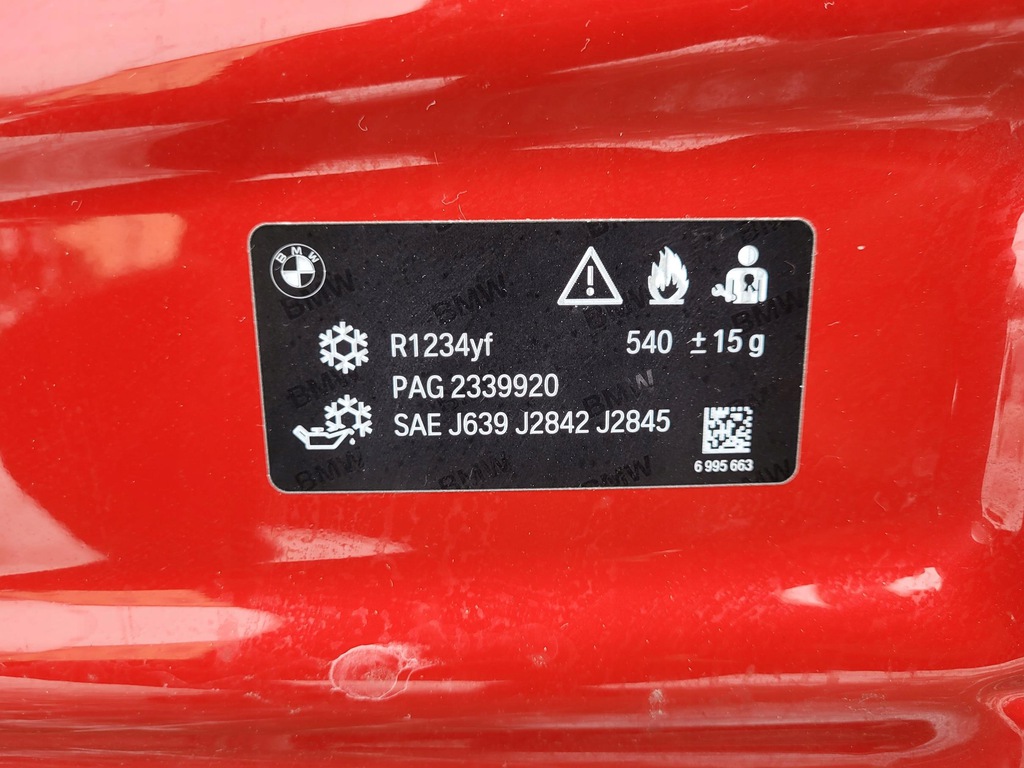 BMW
R1234yf 540 ± 15 g
PAG 2339920
SAE J639 J2842 J2845
6 995 663